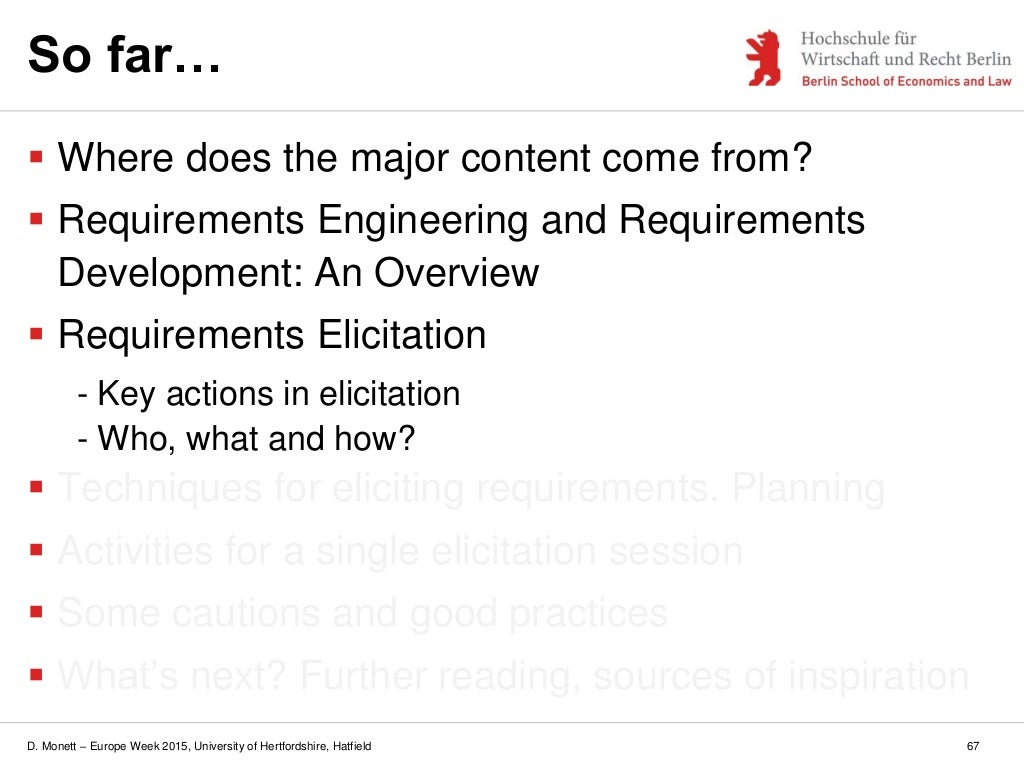 So far…
Hochschule für
Wirtschaft und Recht Berlin
Berlin School of Economics and Law
▪ Where does the major content come from?
▪ Requirements Engineering and Requirements
Development: An Overview
▪ Requirements Elicitation
- Key actions in elicitation
- Who, what and how?
▪ Techniques for eliciting requirements. Planning
▪ Activities for a single elicitation session
▪ Some cautions and good practices
▪ What’s next? Further reading, sources of inspiration
D. Monett – Europe Week 2015, University of Hertfordshire, Hatfield
67